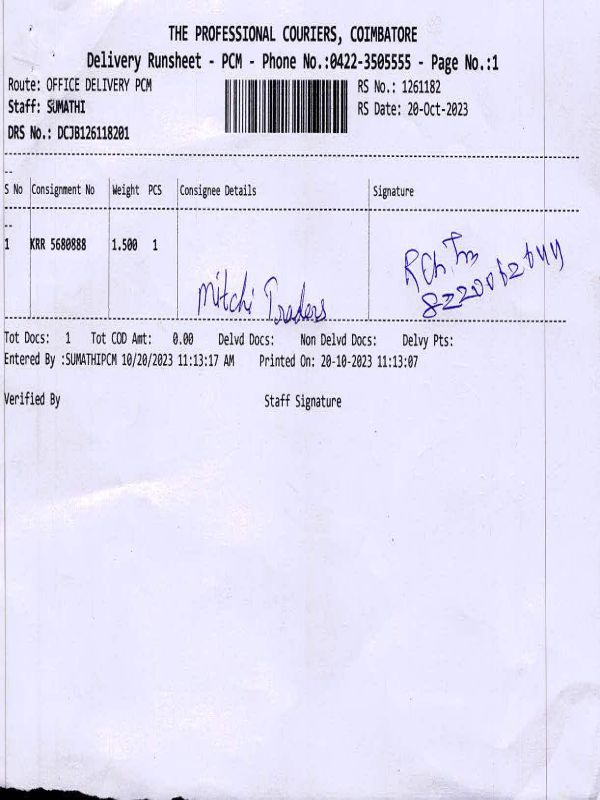 THE PROFESSIONAL COURIERS, COIMBATORE
Delivery Runsheet - PCM - Phone No.:0422-3505555 - Page No.:1
Route: OFFICE DELIVERY PCM RS No.: 1261182
Staff: SUMATHI RS Date: 20-Oct-2023
DRS No.: DCJB126118201
--
S No Consignment No Weight PCS Consignee Details Signature
--
1 KRR 5680888 1.500 1
Mitchi Traders
Tot Docs: 1 Tot COD Amt: 0.00 Delvd Docs: Non Delvd Docs: Delvy Pts:
Entered By :SUMATHIPCM 10/20/2023 11:13:17 AM Printed On: 20-10-2023 11:13:07
Verified By Staff Signature